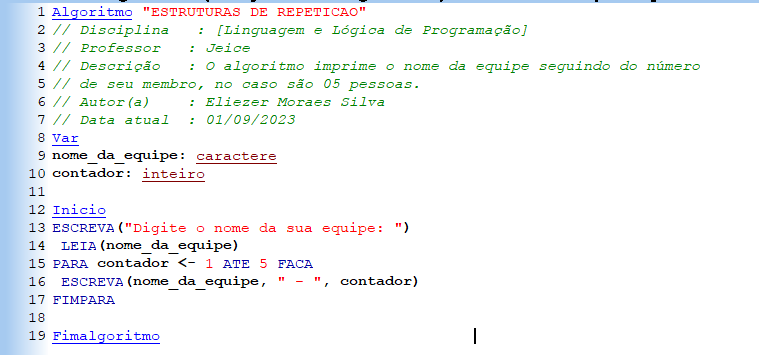 1 Algoritmo "ESTRUTURAS DE REPETICAO"
2 // Disciplina   : [Linguagem e Lógica de Programação]
3 // Professor   : Jeice
4 // Descrição   : O algoritmo imprime o nome da equipe seguindo do número
5 // de seu membro, no caso são 05 pessoas.
6 // Autor(a)    : Eliezer Moraes Silva
7 // Data atual  : 01/09/2023
8 Var
9 nome_da_equipe: caractere
10 contador: inteiro
11
12 Inicio
13 ESCREVA("Digite o nome da sua equipe: ")
14  LEIA(nome_da_equipe)
15 PARA contador <- 1 ATE 5 FACA
16  ESCREVA(nome_da_equipe, " - ", contador)
17 FIMPARA
18
19 Fimalgoritmo